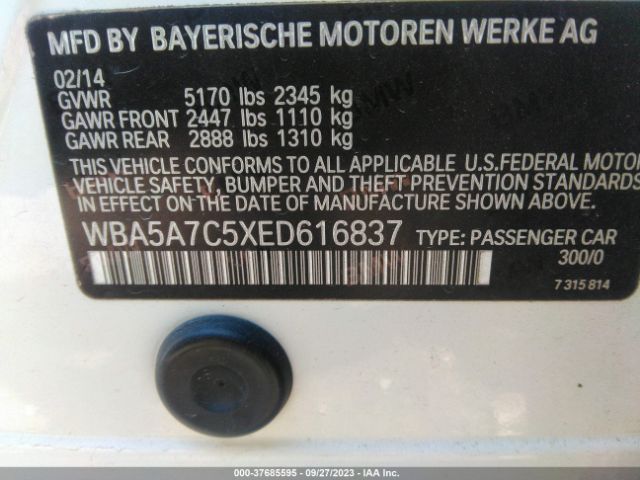 MFD BY BAYERISCHE MOTOREN WERKE AG
02/14
GVWR 5170 lbs 2345 kg
GAWR FRONT 2447 lbs 1110 kg
GAWR REAR 2888 lbs 1310 kg
THIS VEHICLE CONFORMS TO ALL APPLICABLE U.S.FEDERAL MOTOR
VEHICLE SAFETY, BUMPER AND THEFT PREVENTION STANDARDS
IN EFFECT ON THE DATE OF MANUFACTURE SHOWN ABOVE.
WBA5A7C5XED616837 TYPE: PASSENGER CAR
300/0
7 315 814
000-37685595 - 09/27/2023 - IAA Inc.